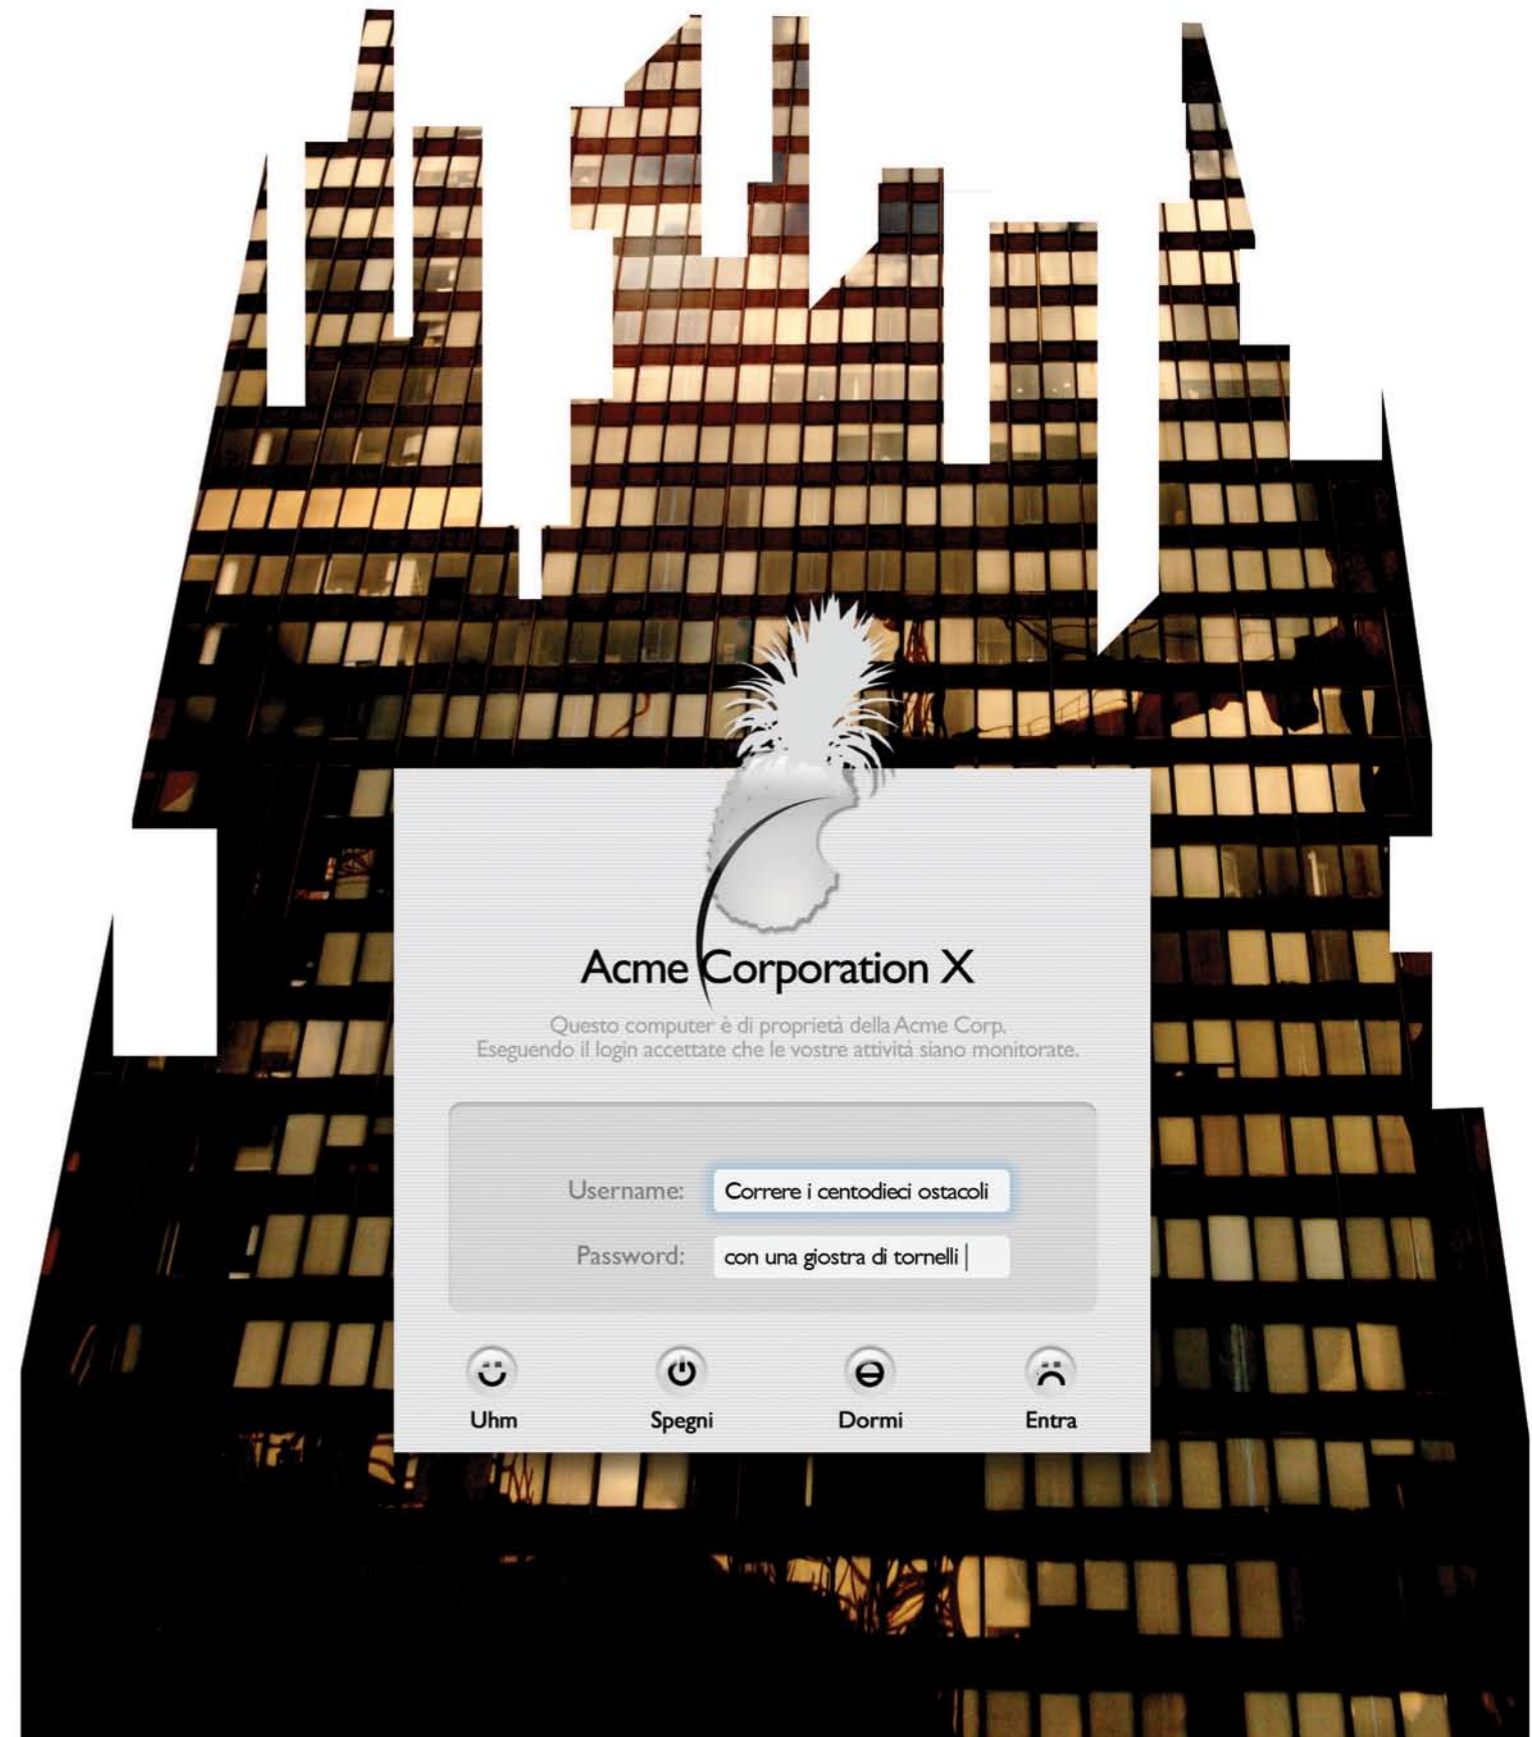 Acme Corporation X
Questo computer è di proprietà della Acme Corp.
Eseguendo il login accettate che le vostre attività siano monitorate.
Username: Correre i centodieci ostacoli
Password: con una giostra di tornelli
Uhm Spegni Dormi Entra